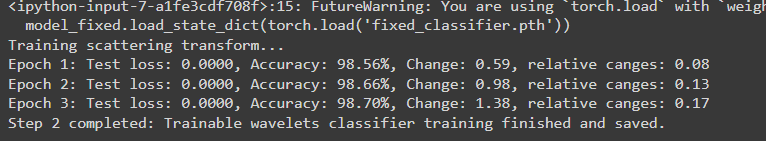 <ipython-input-7-a1fe3cdf708f>:15: FutureWarning: You are using `torch.load` with `weigh
model_fixed.load_state_dict(torch.load('fixed_classifier.pth'))
Training scattering transform...
Epoch 1: Test loss: 0.0000, Accuracy: 98.56%, Change: 0.59, relative canges: 0.08
Epoch 2: Test loss: 0.0000, Accuracy: 98.66%, Change: 0.98, relative canges: 0.13
Epoch 3: Test loss: 0.0000, Accuracy: 98.70%, Change: 1.38, relative canges: 0.17
Step 2 completed: Trainable wavelets classifier training finished and saved.